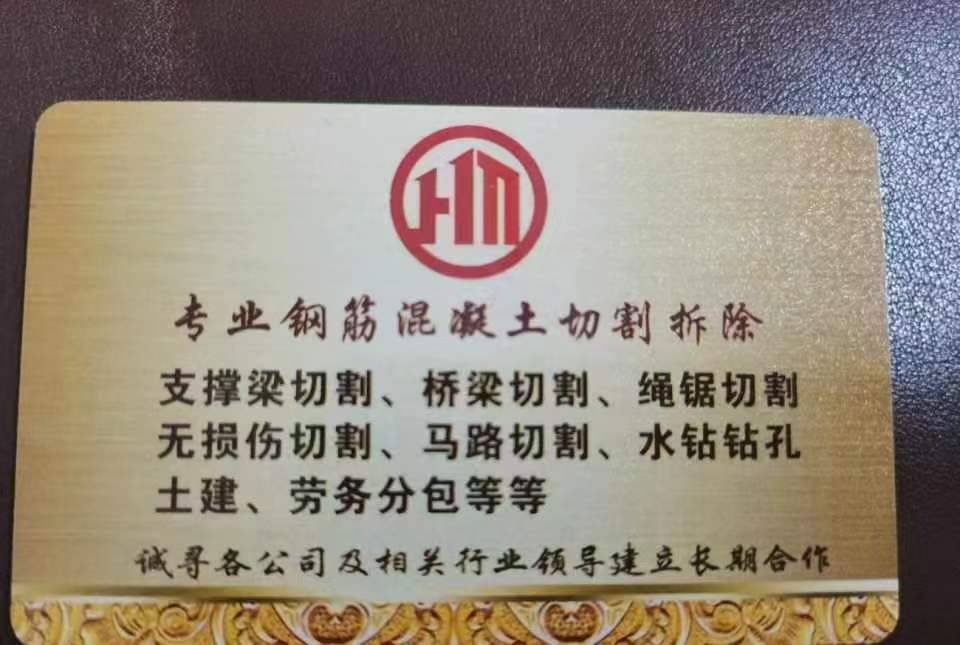 HM
专业钢筋混凝土切割拆除
支撑梁切割、桥梁切割、绳锯切割
无损伤切割、马路切割、水钻钻孔
土建、劳务分包等等
诚寻各公司及相关行业领导建立长期合作